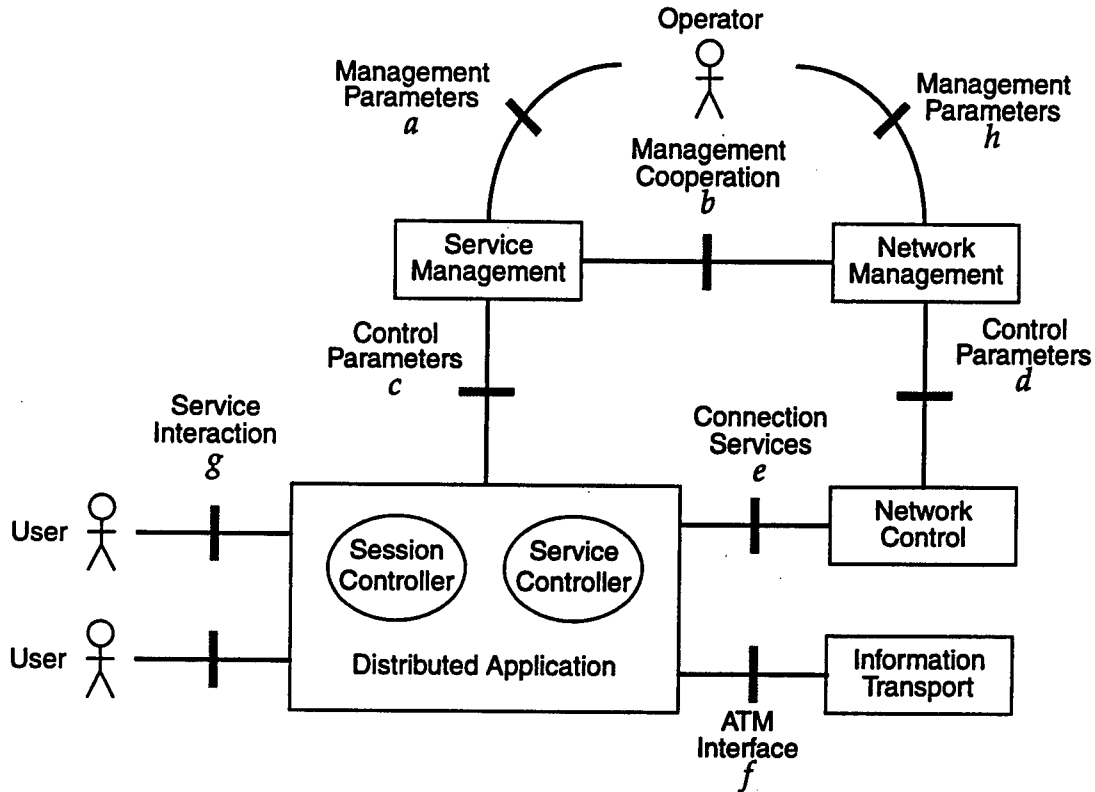 Operator
Management
Parameters
a
Management
Parameters
h
Management
Cooperation
b
Service
Management
Network
Management
Control
Parameters
c
Control
Parameters
d
Service
Interaction
g
Connection
Services
e
User
Session
Controller
Service
Controller
Network
Control
User
Distributed Application
Information
Transport
ATM
Interface
f